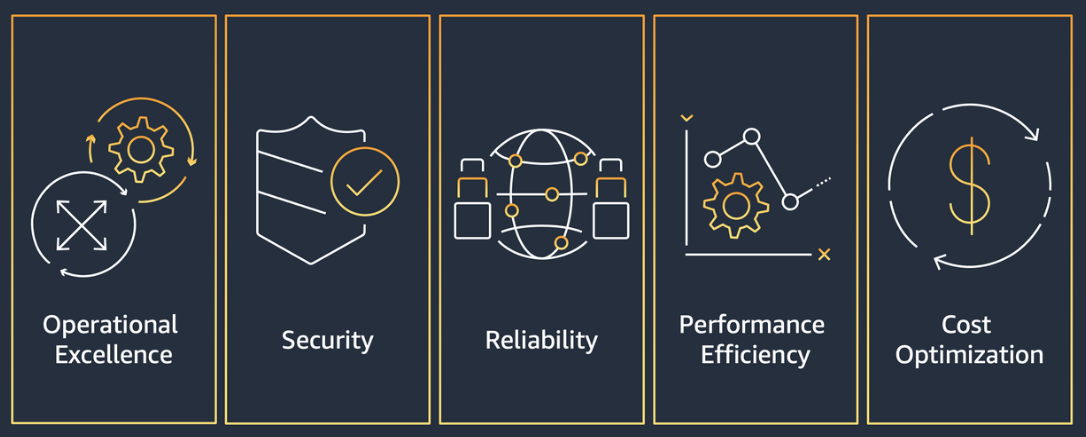 Operational
Excellence
Security
Reliability
Performance
Efficiency
Cost
Optimization